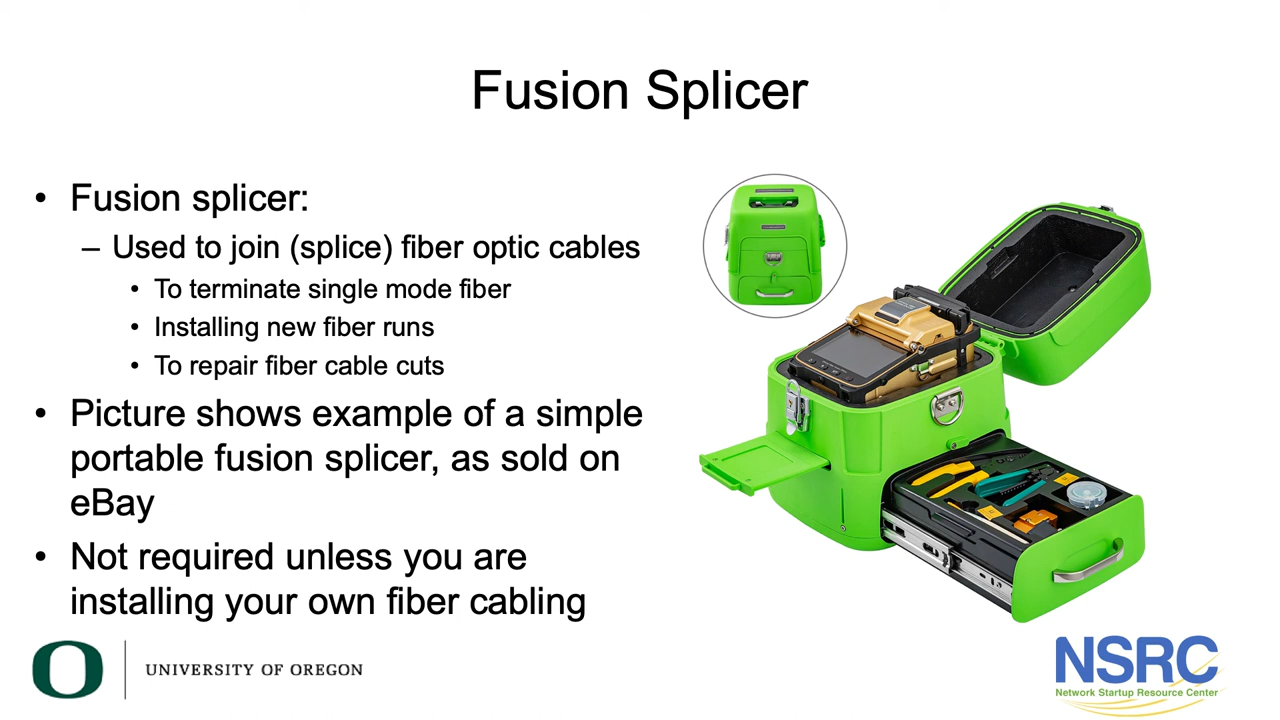 Fusion Splicer
• Fusion splicer:
– Used to join (splice) fiber optic cables
• To terminate single mode fiber
• Installing new fiber runs
• To repair fiber cable cuts
• Picture shows example of a simple
portable fusion splicer, as sold on
eBay
• Not required unless you are
installing your own fiber cabling
UNIVERSITY OF OREGON
NSRC
Network Startup Resource Center